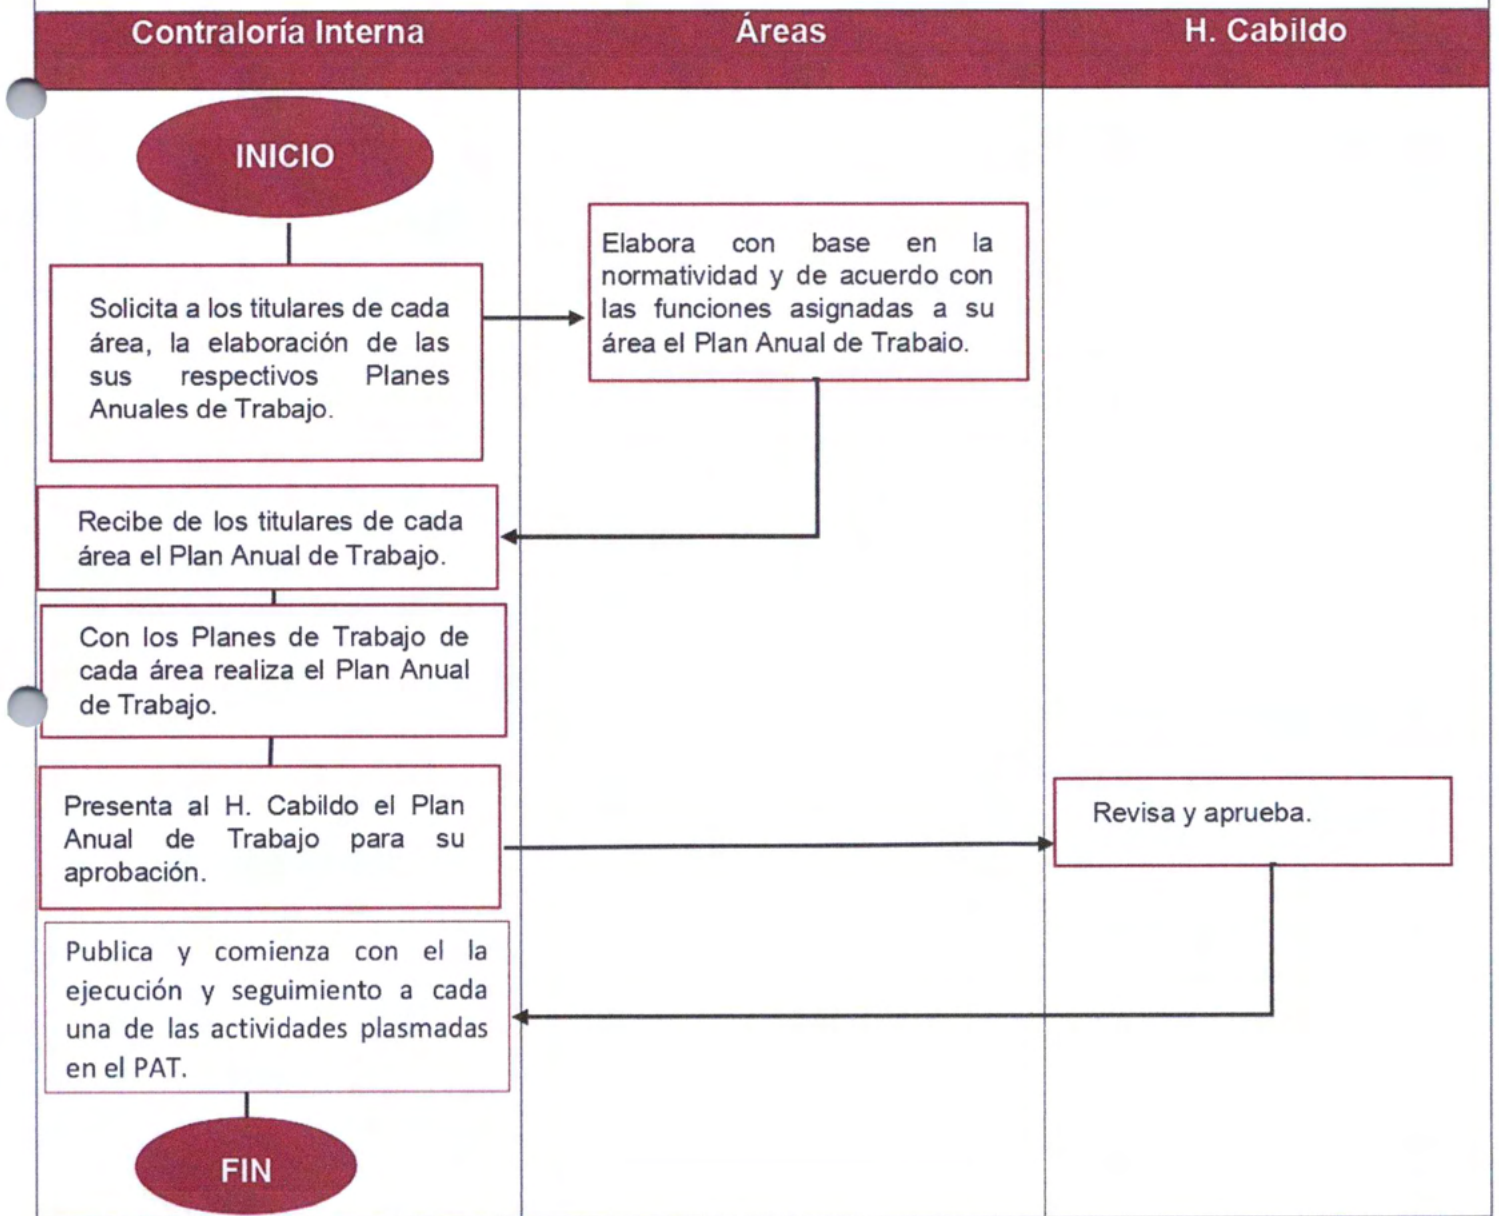 Contraloría Interna
Áreas
H. Cabildo
INICIO
Solicita a los titulares de cada
área, la elaboración de las
sus respectivos Planes
Anuales de Trabajo.
Elabora con base en la
normatividad y de acuerdo con
las funciones asignadas a su
área el Plan Anual de Trabajo.
Recibe de los titulares de cada
área el Plan Anual de Trabajo.
Con los Planes de Trabajo de
cada área realiza el Plan Anual
de Trabajo.
Presenta al H. Cabildo el Plan
Anual de Trabajo para su
aprobación.
Revisa y aprueba.
Publica y comienza con el la
ejecución y seguimiento a cada
una de las actividades plasmadas
en el PAT.
FIN